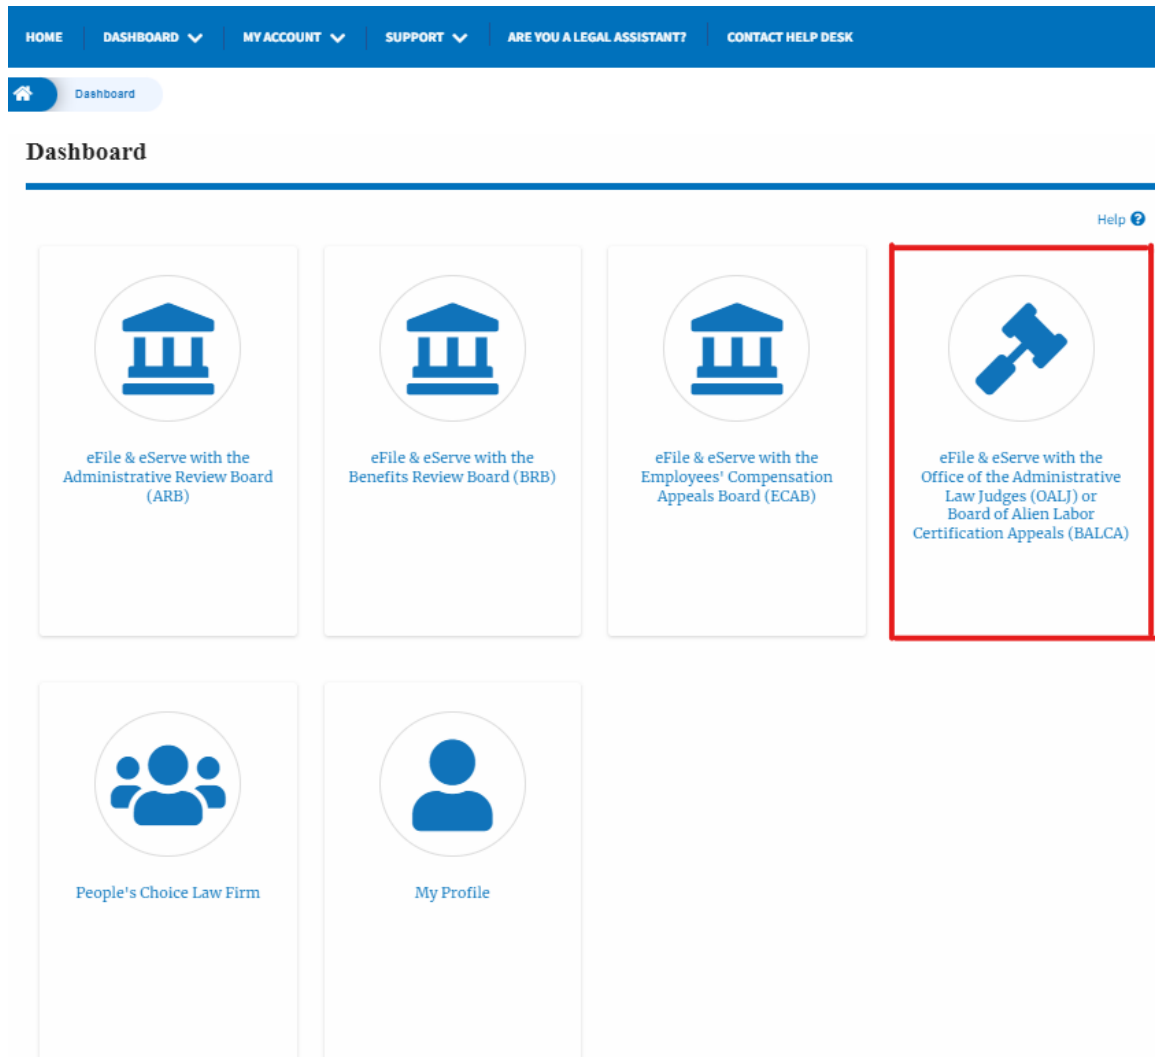 HOME DASHBOARD MY ACCOUNT SUPPORT ARE YOU A LEGAL ASSISTANT? CONTACT HELP DESK
Dashboard
Dashboard
Help
eFile & eServe with the
Administrative Review Board
(ARB)
eFile & eServe with the
Benefits Review Board (BRB)
eFile & eServe with the
Employees' Compensation
Appeals Board (ECAB)
eFile & eServe with the
Office of the Administrative
Law Judges (OALJ) or
Board of Alien Labor
Certification Appeals (BALCA)
People's Choice Law Firm
My Profile